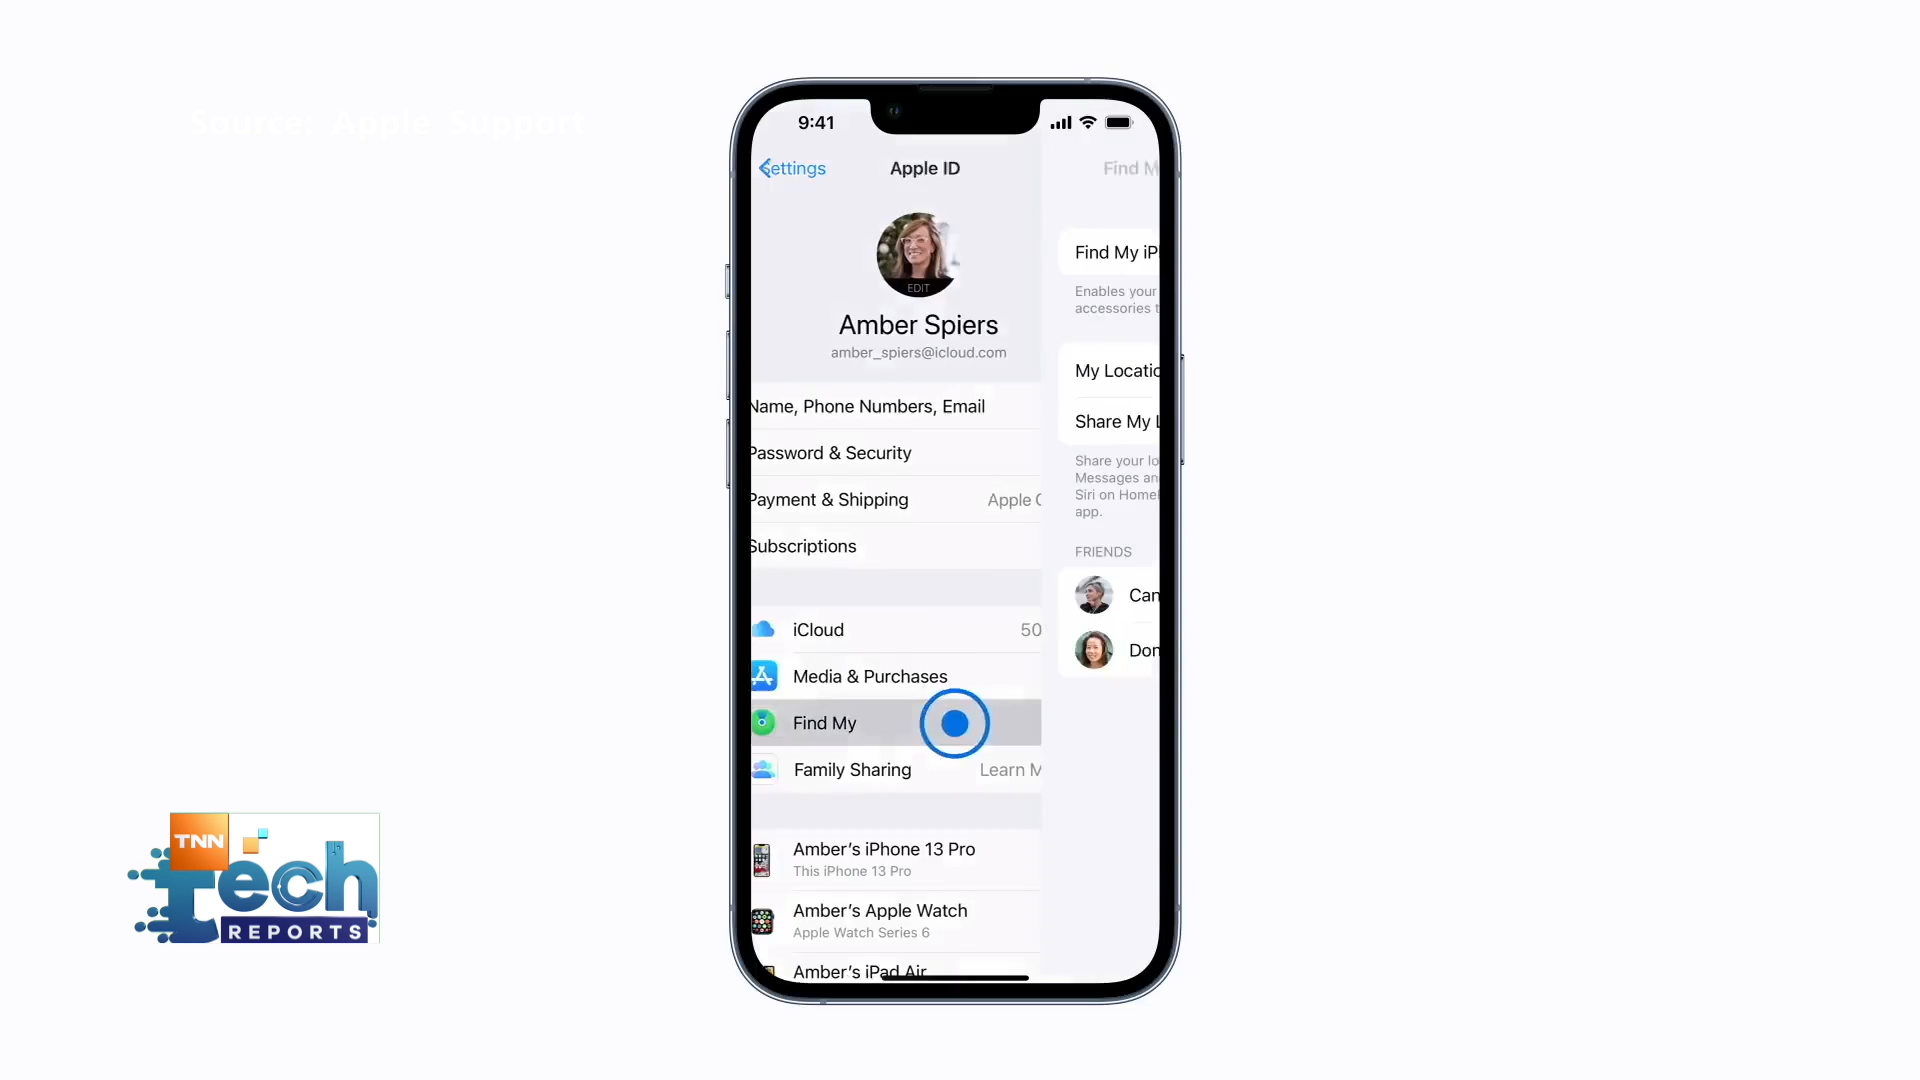 Source: Apple Support
9:41
Settings
Apple ID
Find M
EDIT
Amber Spiers
amber_spiers@icloud.com
Name, Phone Numbers, Email
Password & Security
Payment & Shipping
Apple C
Subscriptions
iCloud
50
Media & Purchases
Find My
Family Sharing
Learn M
Amber's iPhone 13 Pro
This iPhone 13 Pro
Amber's Apple Watch
Apple Watch Series 6
Amber's iPad Air
Find My iP
Enables your
accessories t
My Locatio
Share My L
Share your lo
Messages an
Siri on Home
app.
FRIENDS
Can
Don
TNN
Tech
REPORTS